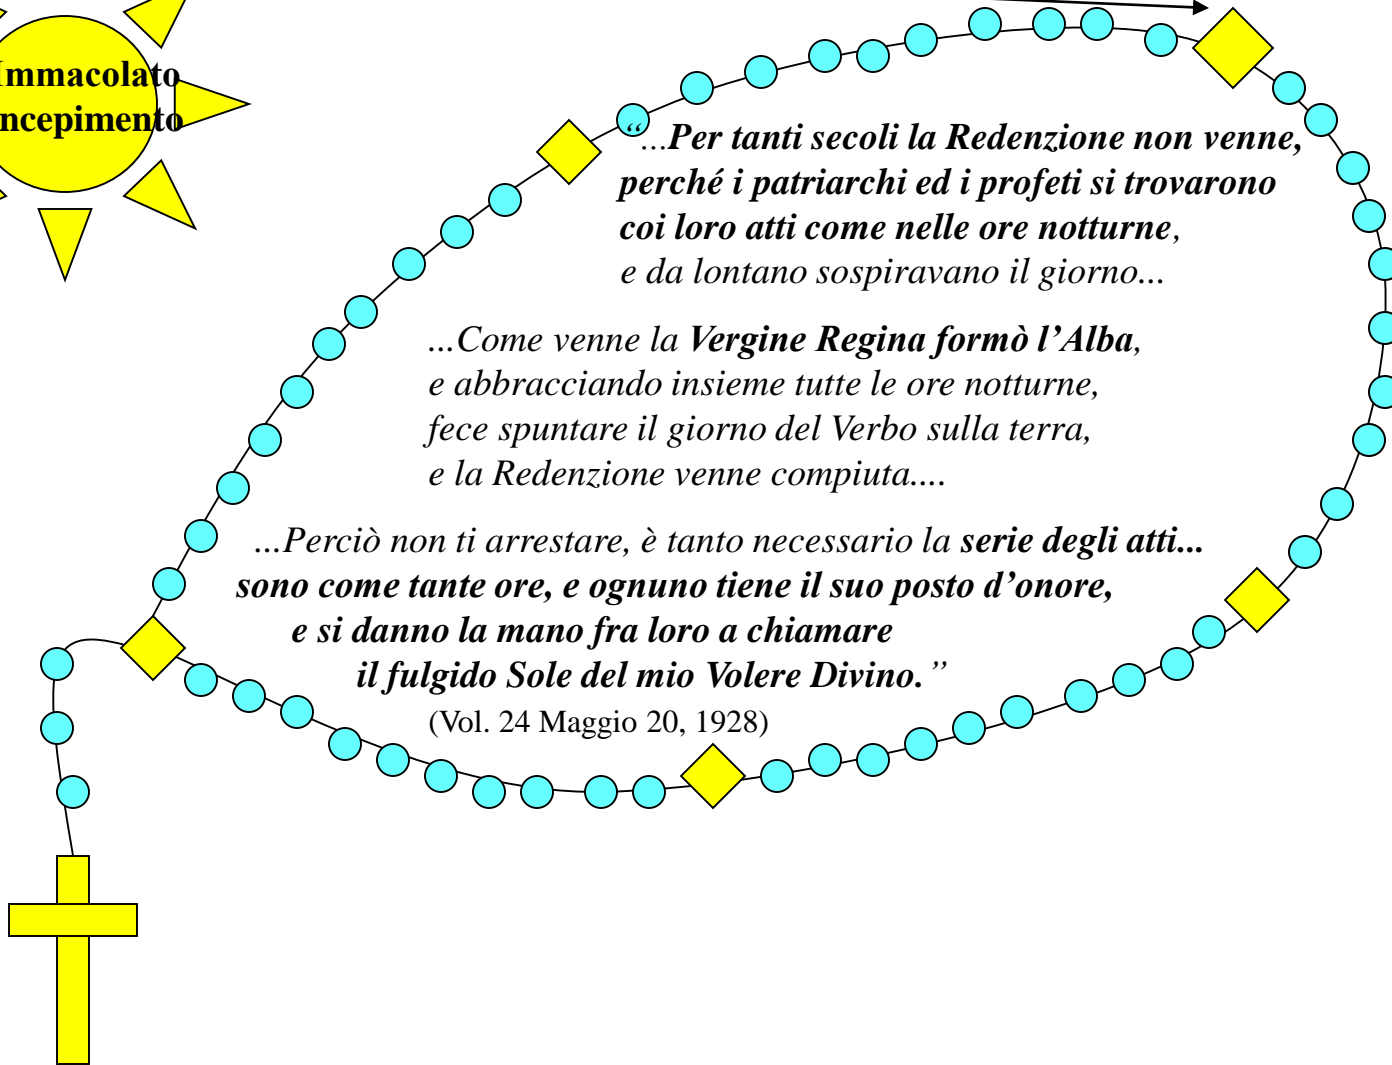 Immacolato
ncepimento
“...Per tanti secoli la Redenzione non venne,
perché i patriarchi ed i profeti si trovarono
coi loro atti come nelle ore notturne,
e da lontano sospiravano il giorno...
...Come venne la Vergine Regina formò l’Alba,
e abbracciando insieme tutte le ore notturne,
fece spuntare il giorno del Verbo sulla terra,
e la Redenzione venne compiuta....
...Perciò non ti arrestare, è tanto necessario la serie degli atti...
sono come tante ore, e ognuno tiene il suo posto d’onore,
e si danno la mano fra loro a chiamare
il fulgido Sole del mio Volere Divino.”
(Vol. 24 Maggio 20, 1928)